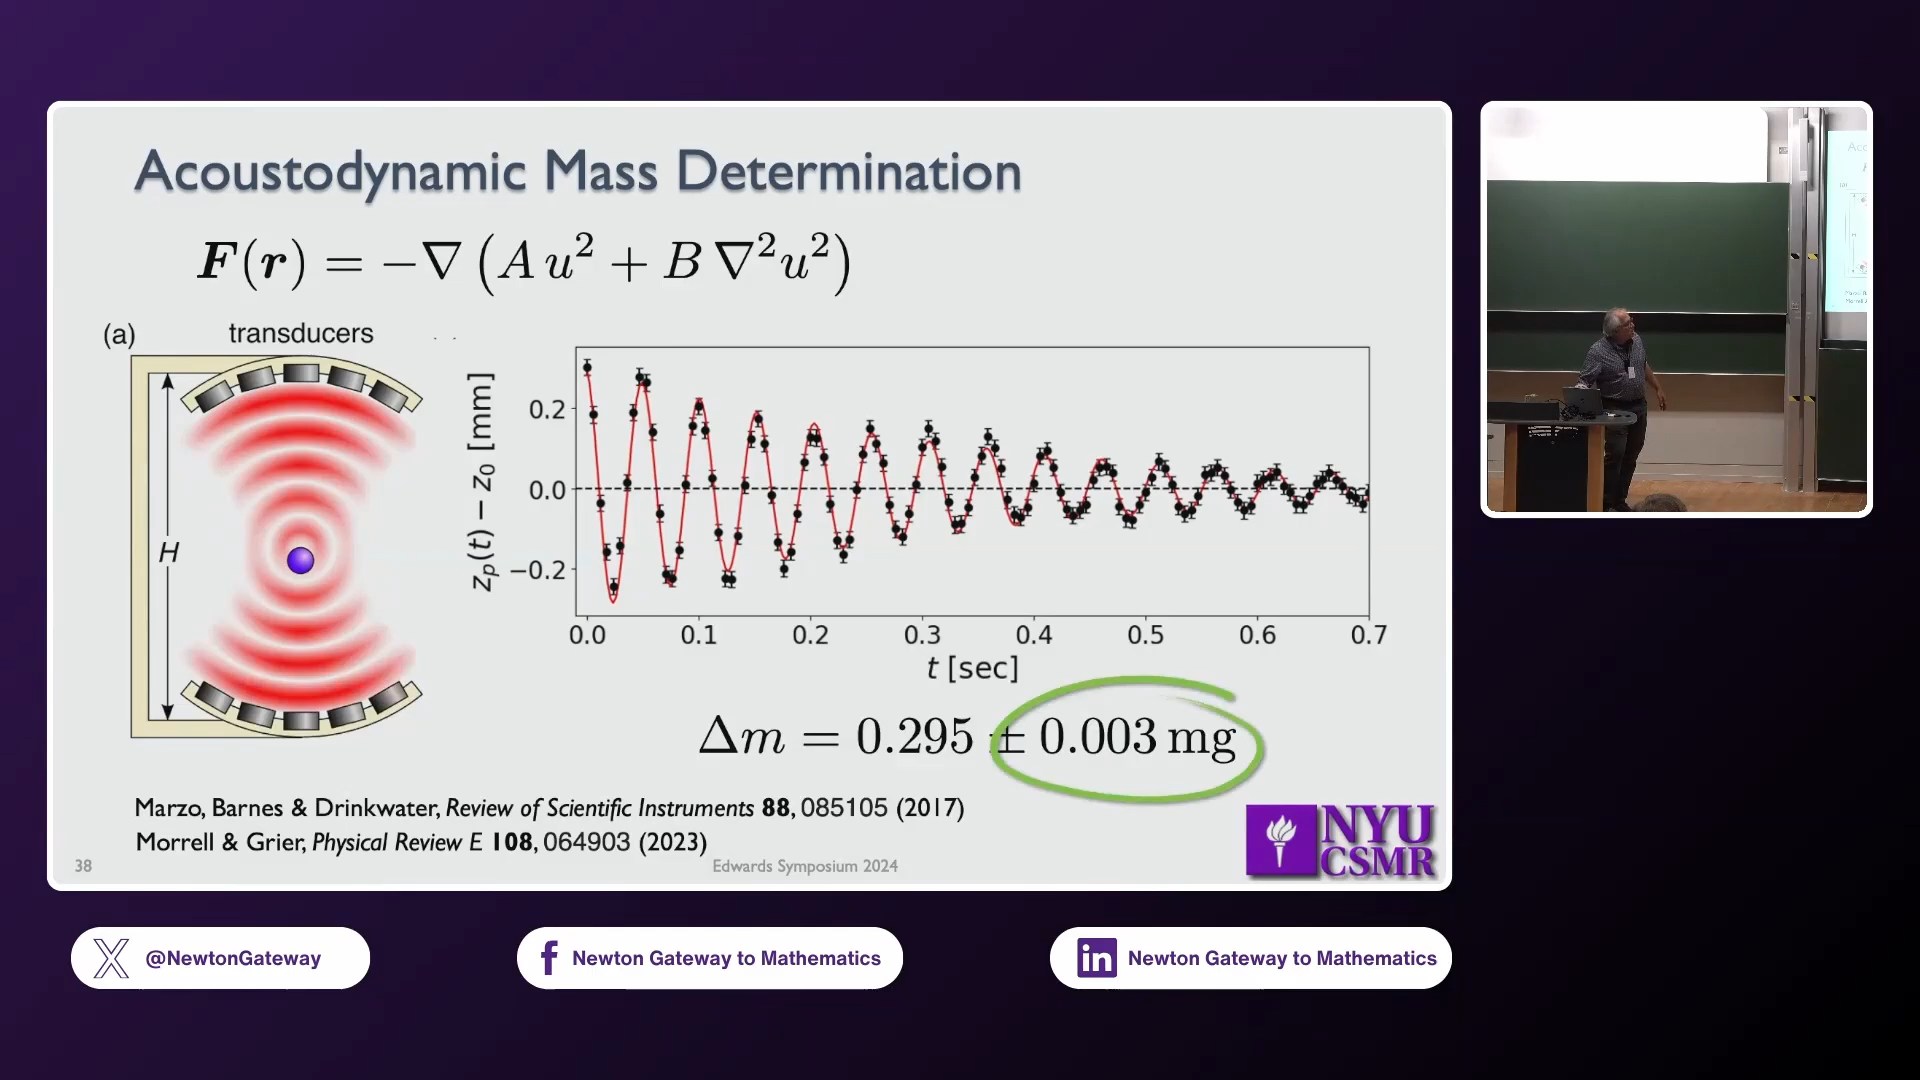 Acoustodynamic Mass Determination
F(r) = −∇ (A u² + B ∇²u²)
(a)
transducers
H
z_p(t) − z_0 [mm]
0.2
0.0
−0.2
0.0 0.1 0.2 0.3 0.4 0.5 0.6 0.7
t [sec]
Δm = 0.295 ± 0.003 mg
Marzo, Barnes & Drinkwater, Review of Scientific Instruments 88, 085105 (2017)
Morrell & Grier, Physical Review E 108, 064903 (2023)
38
Edwards Symposium 2024
NYU
CSMR
@NewtonGateway
f Newton Gateway to Mathematics
in Newton Gateway to Mathematics